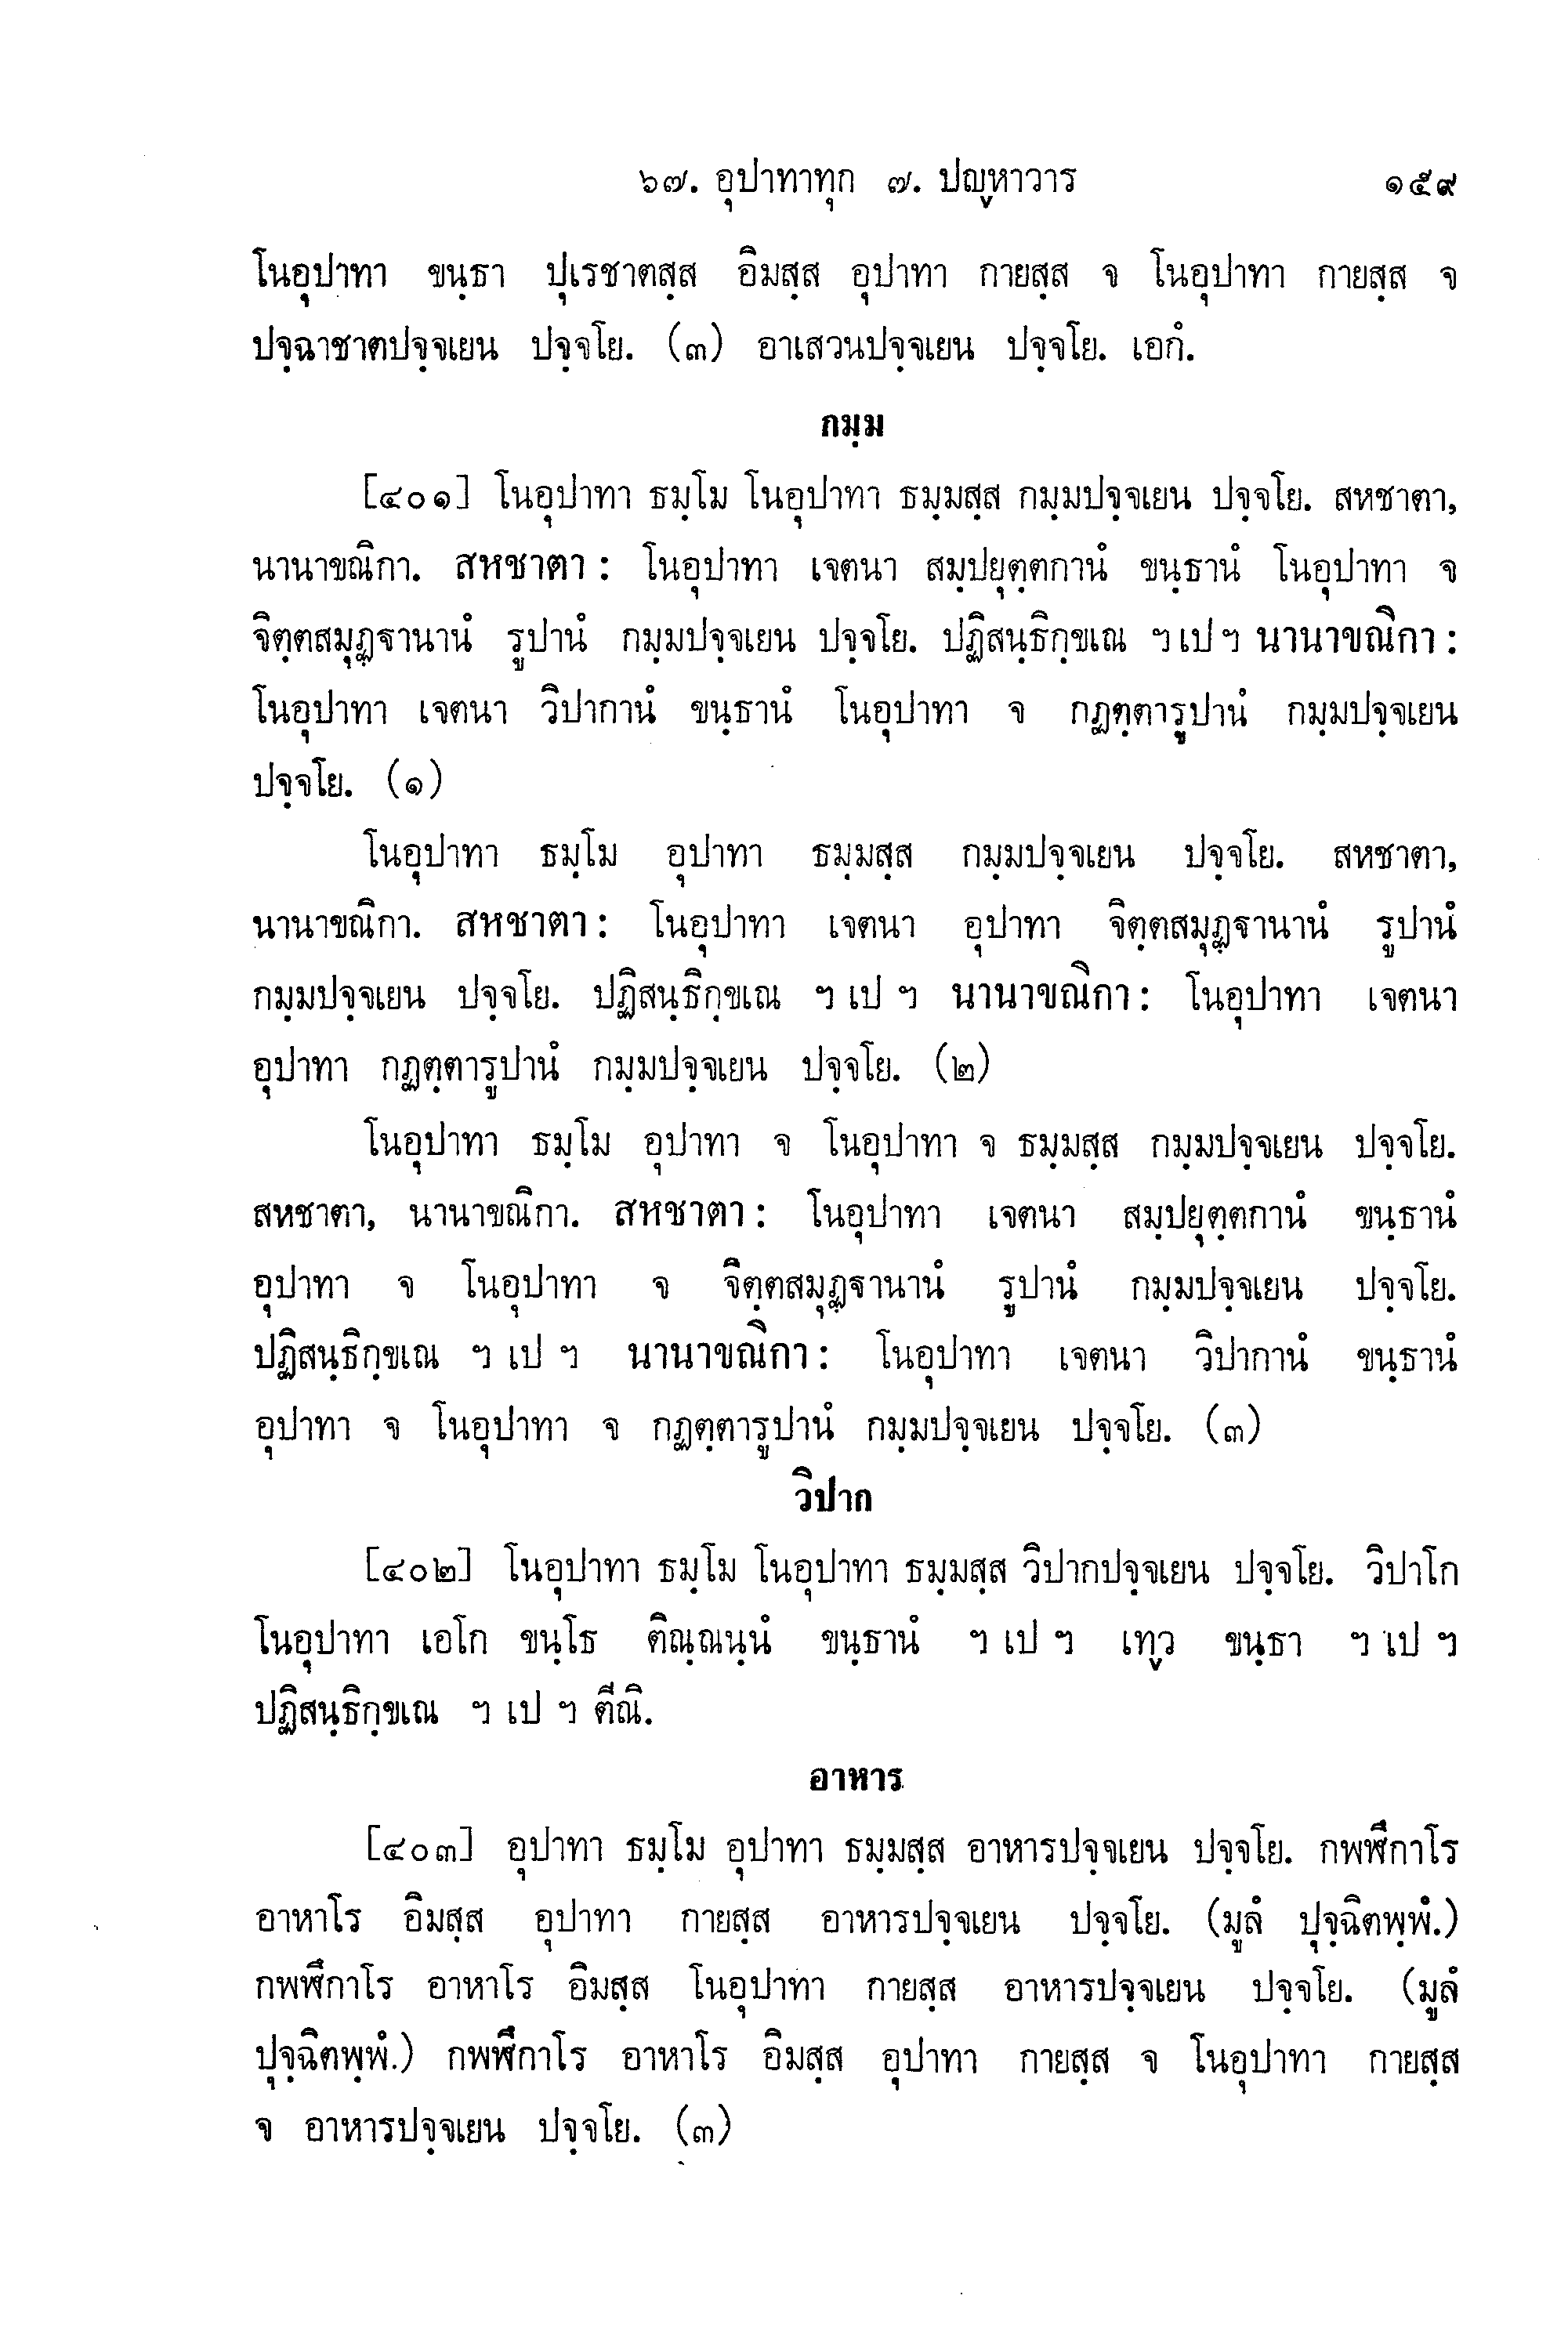 ๖๗. อุปาทาทุก ๗. ปญฺหาวาร ๑๕๙
โนอุปาทา ขนฺธา ปุเรชาตสฺส อิมสฺส อุปาทา กายสฺส จ โนอุปาทา กายสฺส จ
ปจฺฉาชาตปจฺจเยน ปจฺจโย. (๓) อาเสวนปจฺจเยน ปจฺจโย. เอกํ.
กมฺม
[๔๐๑] โนอุปาทา ธมฺโม โนอุปาทา ธมฺมสฺส กมฺมปจฺจเยน ปจฺจโย. สหชาตา,
นานาขณิกา. สหชาตา : โนอุปาทา เจตนา สมฺปยุตฺตกานํ ขนฺธานํ โนอุปาทา จ
จิตฺตสมุฏฺฐานานํ รูปานํ กมฺมปจฺจเยน ปจฺจโย. ปฏิสนฺธิกฺขเณ ฯ เป ฯ นานาขณิกา :
โนอุปาทา เจตนา วิปากานํ ขนฺธานํ โนอุปาทา จ กฏตฺตารูปานํ กมฺมปจฺจเยน
ปจฺจโย. (๑)
โนอุปาทา ธมฺโม อุปาทา ธมฺมสฺส กมฺมปจฺจเยน ปจฺจโย. สหชาตา,
นานาขณิกา. สหชาตา : โนอุปาทา เจตนา อุปาทา จิตฺตสมุฏฺฐานานํ รูปานํ
กมฺมปจฺจเยน ปจฺจโย. ปฏิสนฺธิกฺขเณ ฯ เป ฯ นานาขณิกา : โนอุปาทา เจตนา
อุปาทา กฏตฺตารูปานํ กมฺมปจฺจเยน ปจฺจโย. (๒)
โนอุปาทา ธมฺโม อุปาทา จ โนอุปาทา จ ธมฺมสฺส กมฺมปจฺจเยน ปจฺจโย.
สหชาตา, นานาขณิกา. สหชาตา : โนอุปาทา เจตนา สมฺปยุตฺตกานํ ขนฺธานํ
อุปาทา จ โนอุปาทา จ จิตฺตสมุฏฺฐานานํ รูปานํ กมฺมปจฺจเยน ปจฺจโย.
ปฏิสนฺธิกฺขเณ ฯ เป ฯ นานาขณิกา : โนอุปาทา เจตนา วิปากานํ ขนฺธานํ
อุปาทา จ โนอุปาทา จ กฏตฺตารูปานํ กมฺมปจฺจเยน ปจฺจโย. (๓)
วิปาก
[๔๐๒] โนอุปาทา ธมฺโม โนอุปาทา ธมฺมสฺส วิปากปจฺจเยน ปจฺจโย. วิปาโก
โนอุปาทา เอโก ขนฺโธ ติณฺณนฺนํ ขนฺธานํ ฯ เป ฯ เทฺว ขนฺธา ฯ เป ฯ
ปฏิสนฺธิกฺขเณ ฯ เป ฯ ตีณิ.
อาหาร
[๔๐๓] อุปาทา ธมฺโม อุปาทา ธมฺมสฺส อาหารปจฺจเยน ปจฺจโย. กพฬีกาโร
อาหาโร อิมสฺส อุปาทา กายสฺส อาหารปจฺจเยน ปจฺจโย. (มูลํ ปุจฺฉิตพฺพํ.)
กพฬีกาโร อาหาโร อิมสฺส โนอุปาทา กายสฺส อาหารปจฺจเยน ปจฺจโย. (มูลํ
ปุจฺฉิตพฺพํ.) กพฬีกาโร อาหาโร อิมสฺส อุปาทา กายสฺส จ โนอุปาทา กายสฺส
จ อาหารปจฺจเยน ปจฺจโย. (๓)